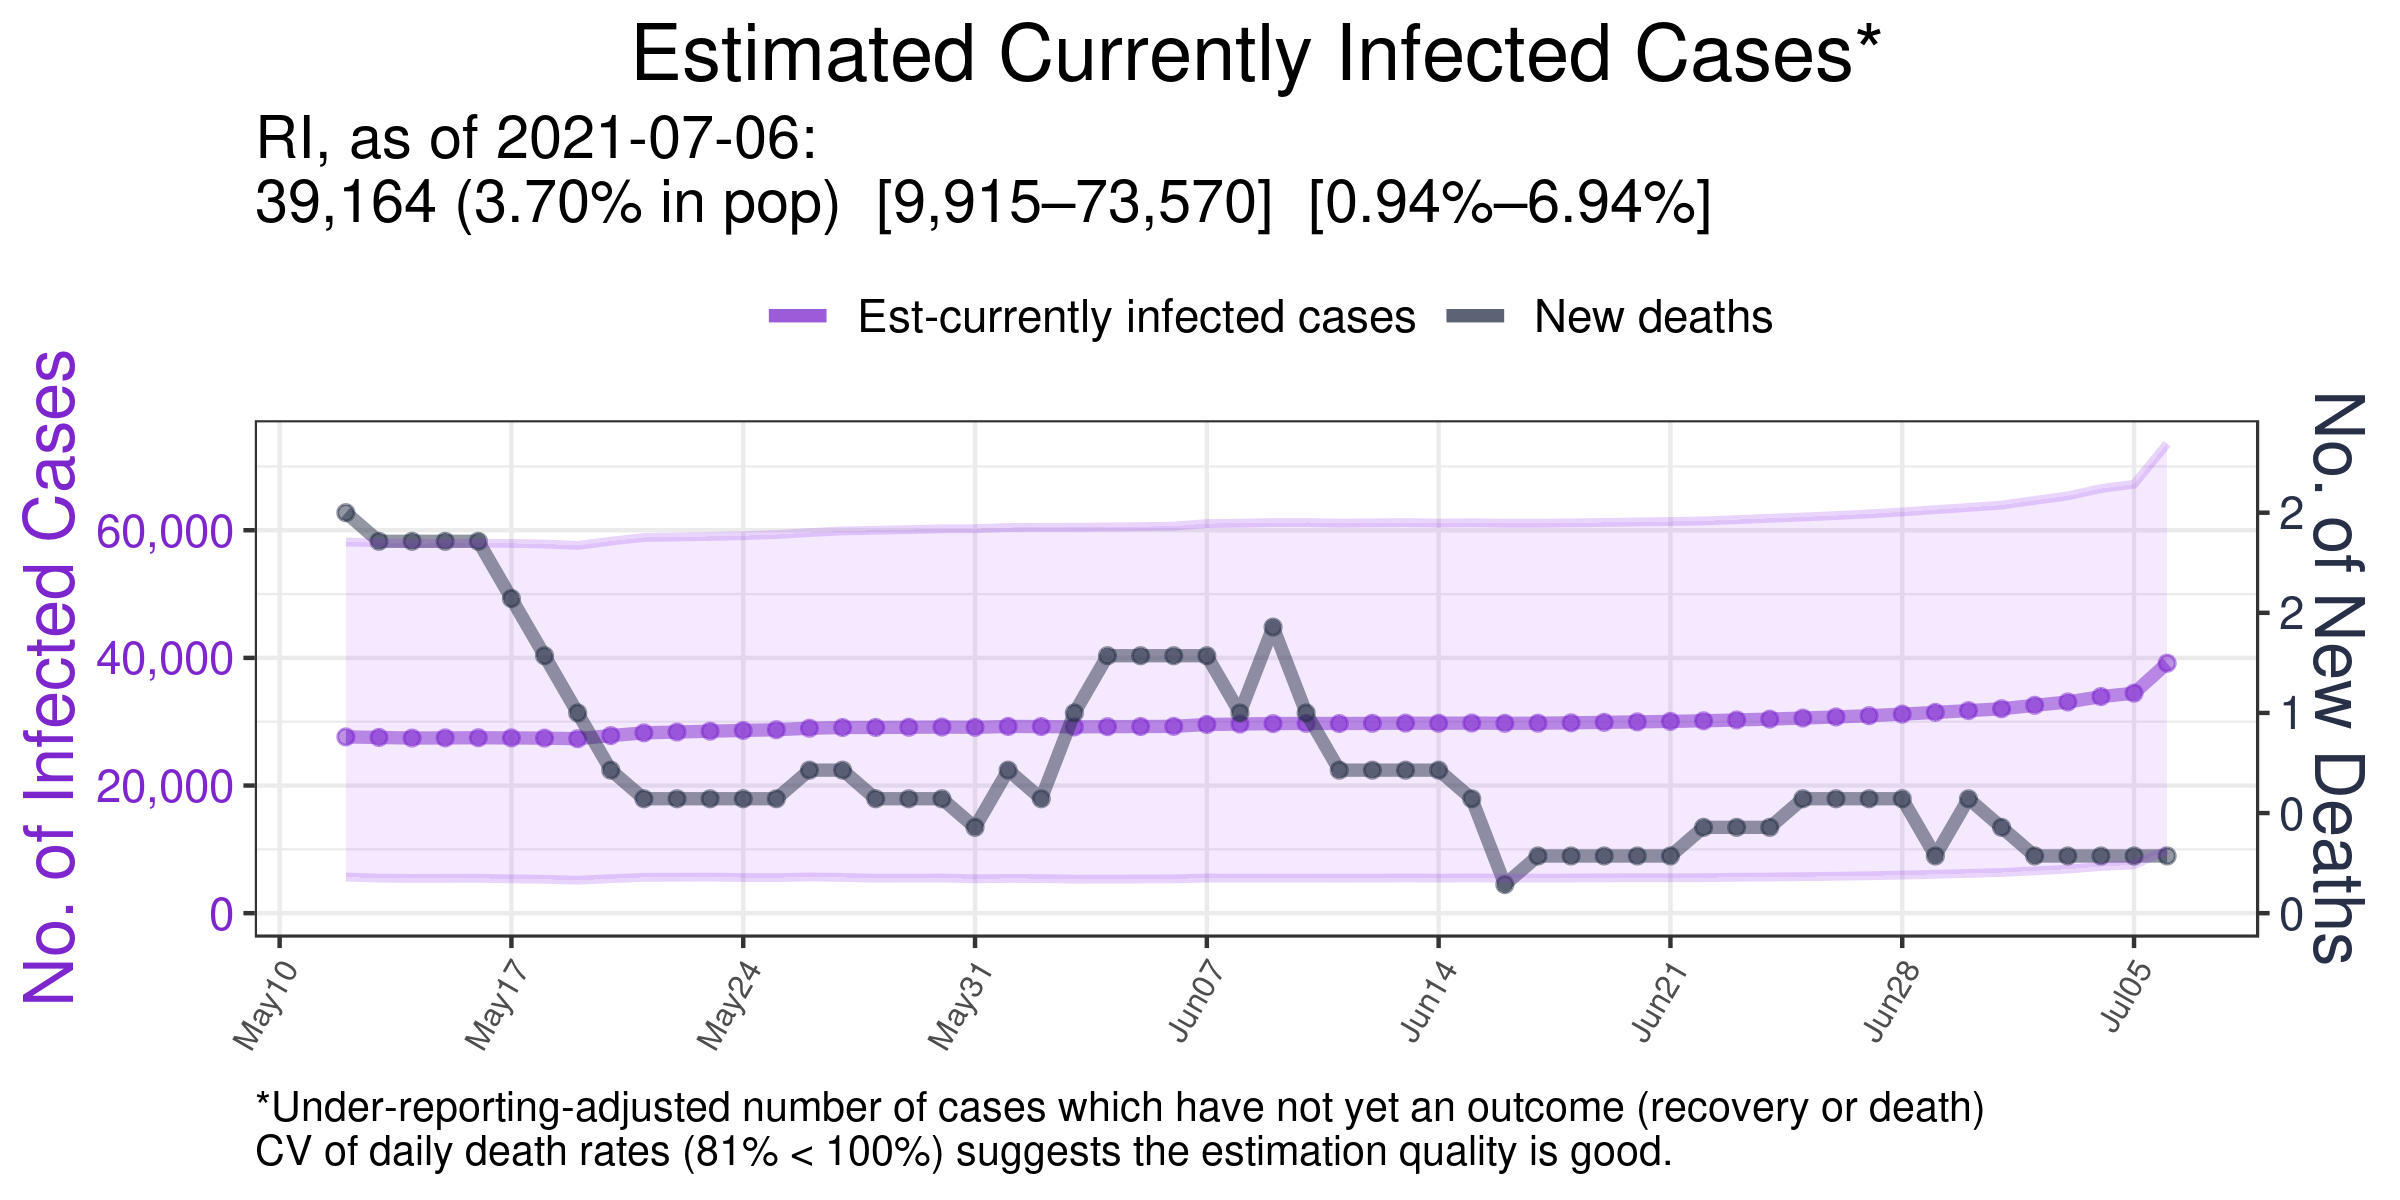 Estimated Currently Infected Cases*
RI, as of 2021-07-06:
39,164 (3.70% in pop)  [9,915–73,570]  [0.94%–6.94%]
Est-currently infected cases
New deaths
No. of Infected Cases
60,000
40,000
20,000
0
2
2
1
0
0
No. of New Deaths
May10
May17
May24
May31
Jun07
Jun14
Jun21
Jun28
Jul05
*Under-reporting-adjusted number of cases which have not yet an outcome (recovery or death)
CV of daily death rates (81% < 100%) suggests the estimation quality is good.